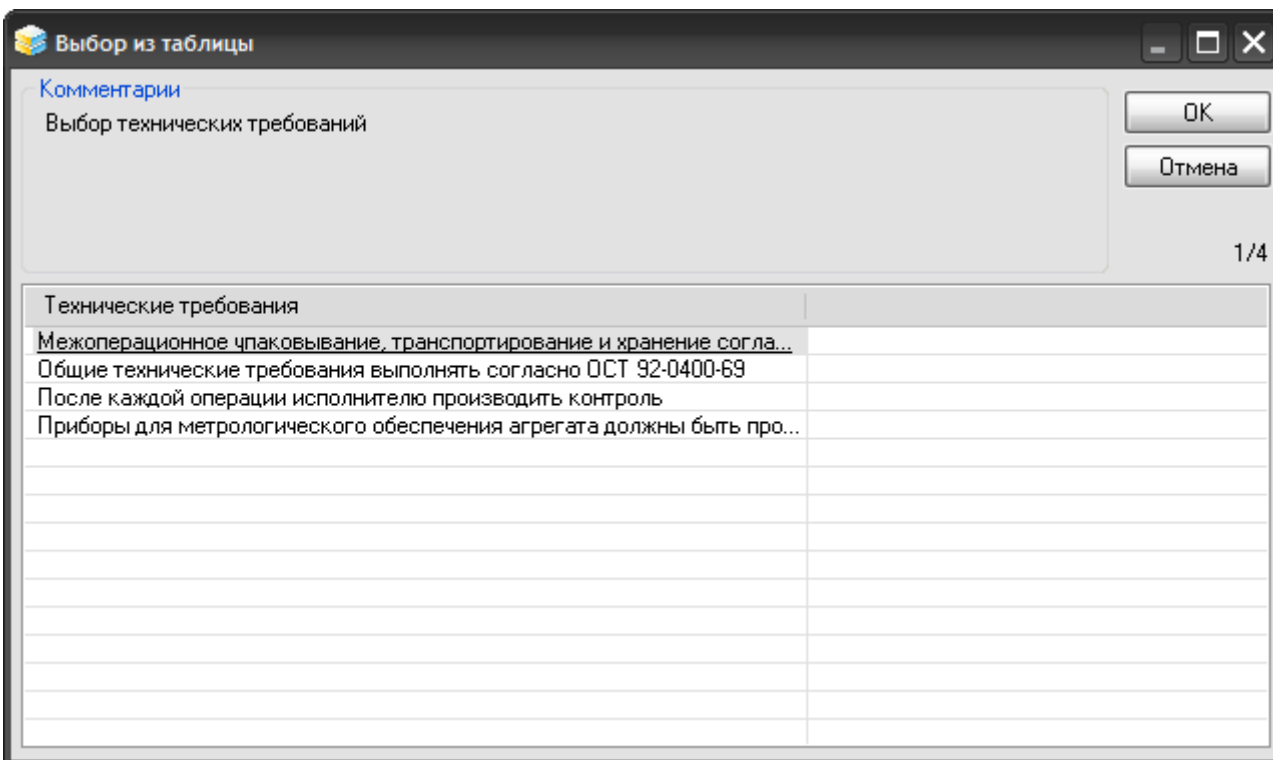 Выбор из таблицы
Комментарии
Выбор технических требований
OK
Отмена
1/4
Технические требования
Межоперационное упаковывание, транспортирование и хранение согла...
Общие технические требования выполнять согласно ОСТ 92-0400-69
После каждой операции исполнителю производить контроль
Приборы для метрологического обеспечения агрегата должны быть про...